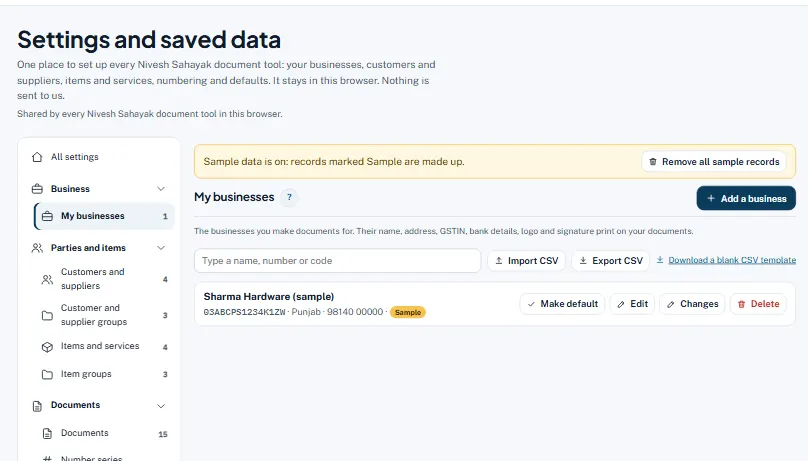 Settings and saved data
One place to set up every Nivesh Sahayak document tool: your businesses, customers and
suppliers, items and services, numbering and defaults. It stays in this browser. Nothing is
sent to us.
Shared by every Nivesh Sahayak document tool in this browser.
All settings
Business
My businesses 1
Parties and items
Customers and
suppliers 4
Customer and
supplier groups 3
Items and services 4
Item groups 3
Documents
Documents 15
Number series
Sample data is on: records marked Sample are made up.
Remove all sample records
My businesses ?
+ Add a business
The businesses you make documents for. Their name, address, GSTIN, bank details, logo and signature print on your documents.
Type a name, number or code
Import CSV
Export CSV
Download a blank CSV template
Sharma Hardware (sample)
03ABCPS1234K1ZW · Punjab · 98140 00000 · Sample
Make default
Edit
Changes
Delete